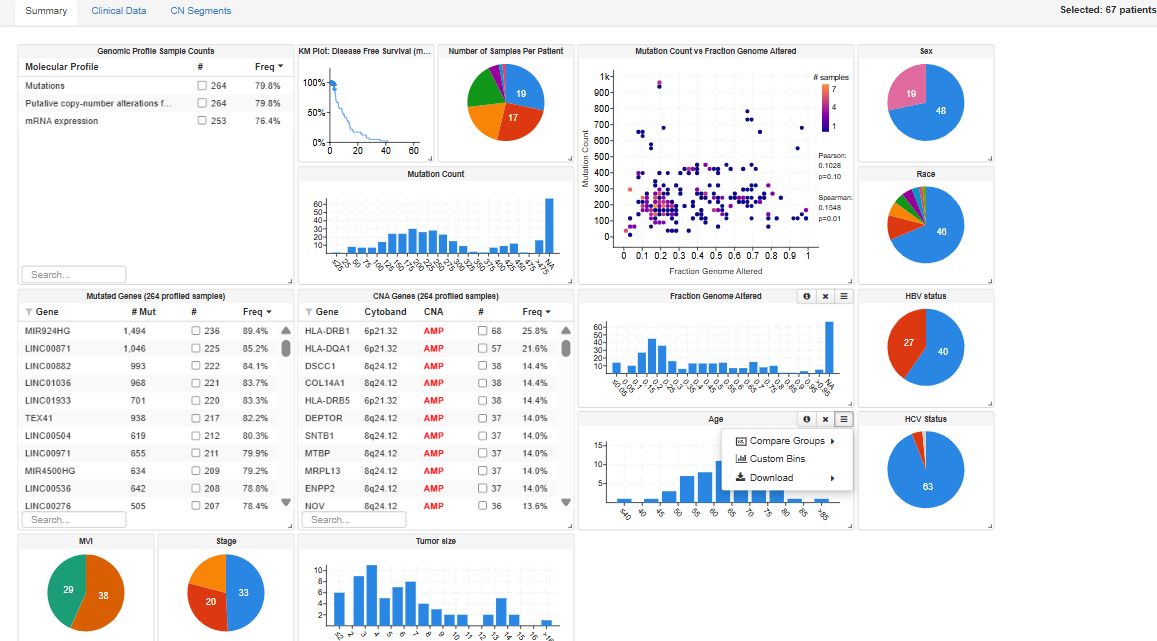 Summary Clinical Data CN Segments Selected: 67 patients
Genomic Profile Sample Counts
Molecular Profile # Freq
Mutations 264 79.8%
Putative copy-number alterations f... 264 79.8%
mRNA expression 253 76.4%
Search...
KM Plot: Disease Free Survival (m...
100%
50%
0%
0 20 40 60
Number of Samples Per Patient
19
17
Mutation Count vs Fraction Genome Altered
Mutation Count
1k
900
800
700
600
500
400
300
200
100
0
0 0.1 0.2 0.3 0.4 0.5 0.6 0.7 0.8 0.9 1
Fraction Genome Altered
# samples
7
4
1
Pearson:
0.1028
p=0.10
Spearman:
0.1548
p=0.01
Sex
19
48
Mutation Count
60
50
40
30
20
10
≤25 25 50 75 100 125 150 175 200 225 250 275 300 325 350 375 400 425 450 475 >475 NA
Race
46
Mutated Genes (264 profiled samples)
Gene # Mut # Freq
MIR924HG 1,494 236 89.4%
LINC00871 1,046 225 85.2%
LINC00882 993 222 84.1%
LINC01036 968 221 83.7%
LINC01933 701 220 83.3%
TEX41 938 217 82.2%
LINC00504 619 212 80.3%
LINC00971 655 211 79.9%
MIR4500HG 634 209 79.2%
LINC00536 642 208 78.8%
LINC00276 505 207 78.4%
Search...
CNA Genes (264 profiled samples)
Gene Cytoband CNA # Freq
HLA-DRB1 6p21.32 AMP 68 25.8%
HLA-DQA1 6p21.32 AMP 57 21.6%
DSCC1 8q24.12 AMP 38 14.4%
COL14A1 8q24.12 AMP 38 14.4%
HLA-DRB5 6p21.32 AMP 38 14.4%
DEPTOR 8q24.12 AMP 37 14.0%
SNTB1 8q24.12 AMP 37 14.0%
MTBP 8q24.12 AMP 37 14.0%
MRPL13 8q24.12 AMP 37 14.0%
ENPP2 8q24.12 AMP 37 14.0%
NOV 8q24.12 AMP 36 13.6%
Search...
Fraction Genome Altered
60
50
40
30
20
10
≤0.05 0.05 0.1 0.15 0.2 0.25 0.3 0.35 0.4 0.45 0.5 0.55 0.6 0.65 0.7 0.75 0.8 0.85 0.9 0.95 >0.95 NA
HBV status
27
40
Age
Compare Groups
Custom Bins
Download
15
10
5
≤40 40 45 50 55 60 65 70 75 80 85 >85
HCV Status
63
MVI
29
38
Stage
33
20
Tumor size
10
8
6
4
2
≤2 2 3 4 5 6 7 8 9 10 11 12 13 14 15 16 >16